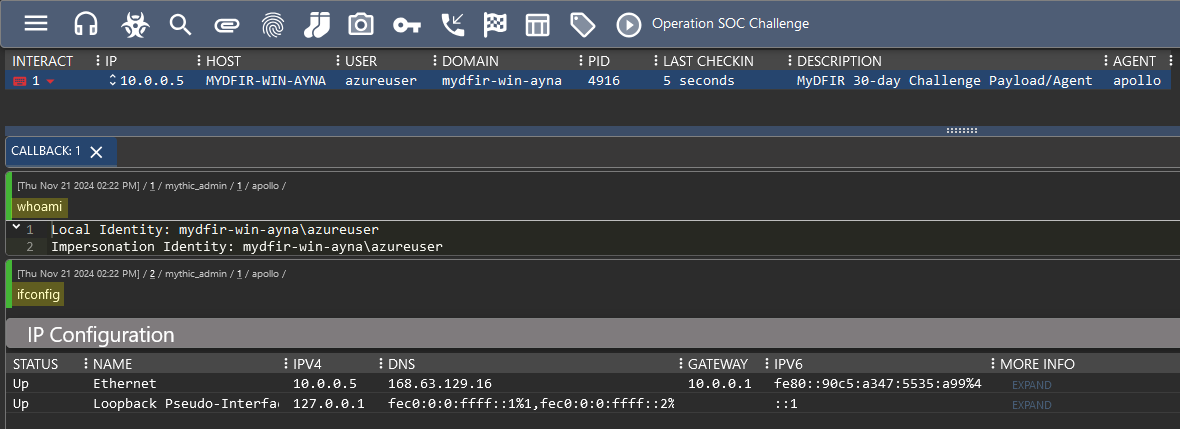 Operation SOC Challenge
INTERACT IP HOST USER DOMAIN PID LAST CHECKIN DESCRIPTION AGENT
1 10.0.0.5 MYDFIR-WIN-AYNA azureuser mydfir-win-ayna 4916 5 seconds MyDFIR 30-day Challenge Payload/Agent apollo
CALLBACK: 1
[Thu Nov 21 2024 02:22 PM] / 1 / mythic_admin / 1 / apollo /
whoami
1 Local Identity: mydfir-win-ayna\azureuser
2 Impersonation Identity: mydfir-win-ayna\azureuser
[Thu Nov 21 2024 02:22 PM] / 2 / mythic_admin / 1 / apollo /
ifconfig
IP Configuration
STATUS NAME IPV4 DNS GATEWAY IPV6 MORE INFO
Up Ethernet 10.0.0.5 168.63.129.16 10.0.0.1 fe80::90c5:a347:5535:a99%4 EXPAND
Up Loopback Pseudo-Interfa 127.0.0.1 fec0:0:0:ffff::1%1,fec0:0:0:ffff::2% ::1 EXPAND